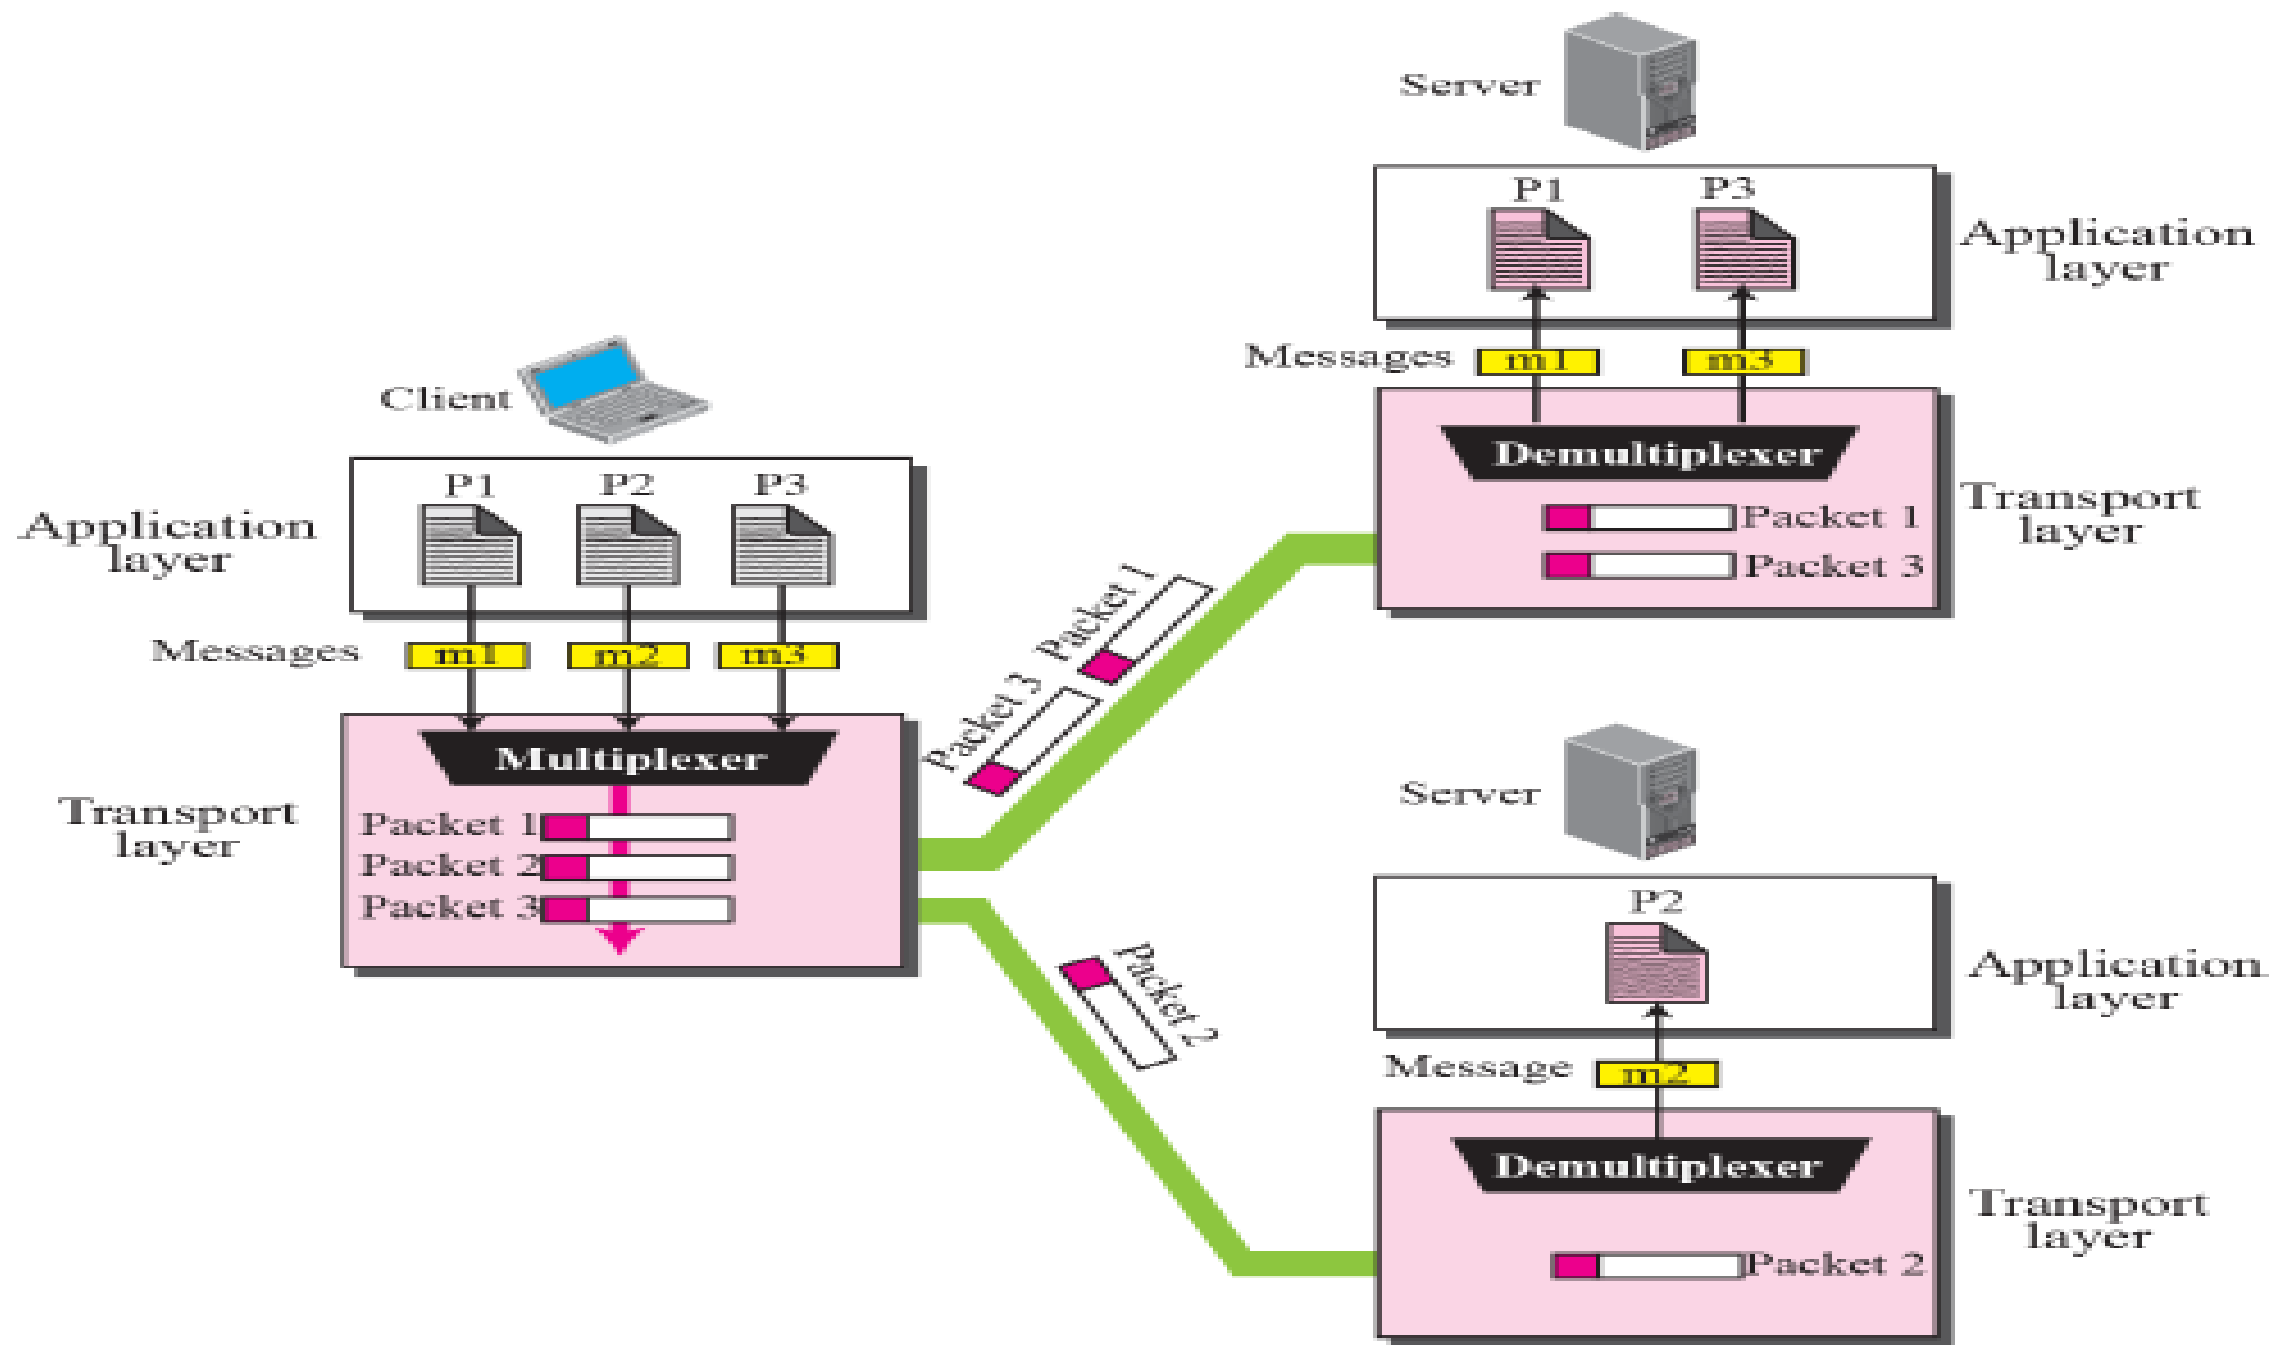 Server
P1 P3
Application
layer
Messages m1 m3
Demultiplexer
Packet 1
Packet 3
Transport
layer
Client
P1 P2 P3
Application
layer
Messages m1 m2 m3
Multiplexer
Packet 1
Packet 2
Packet 3
Transport
layer
Packet 1
Packet 3
Packet 2
Server
P2
Application
layer
Message m2
Demultiplexer
Packet 2
Transport
layer